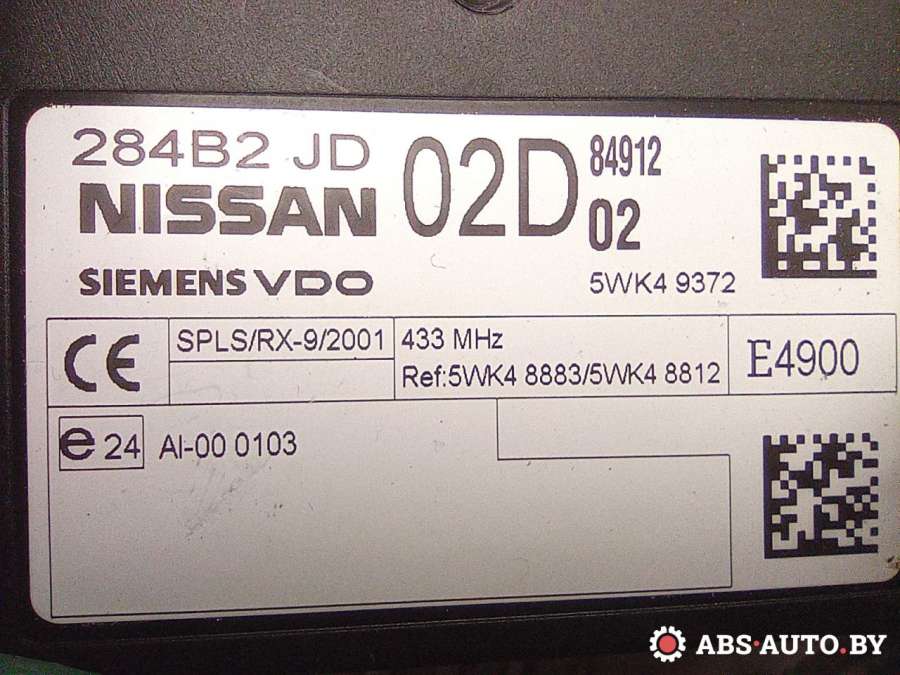 284B2 JD 02D 84912
NISSAN 02
SIEMENS VDO 5WK4 9372
CE SPLS/RX-9/2001 433 MHz
Ref:5WK4 8883/5WK4 8812 E4900
e 24 AI-00 0103
ABS-AUTO.BY